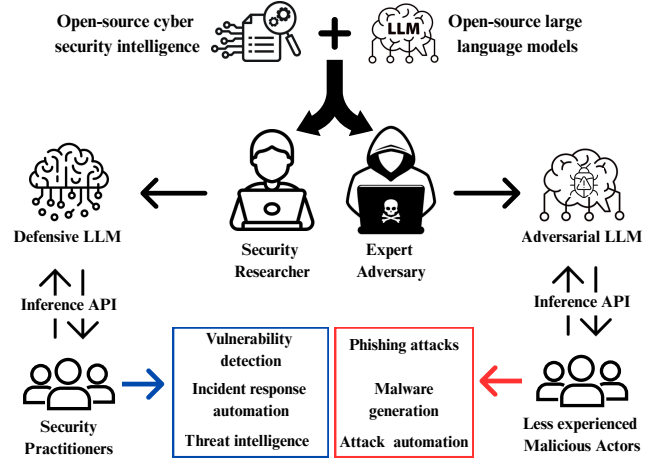 Open-source cyber
security intelligence
LLM
Open-source large
language models
Defensive LLM
Security
Researcher
Expert
Adversary
Adversarial LLM
Inference API
Inference API
Vulnerability
detection
Incident response
automation
Threat intelligence
Phishing attacks
Malware
generation
Attack automation
Security
Practitioners
Less experienced
Malicious Actors